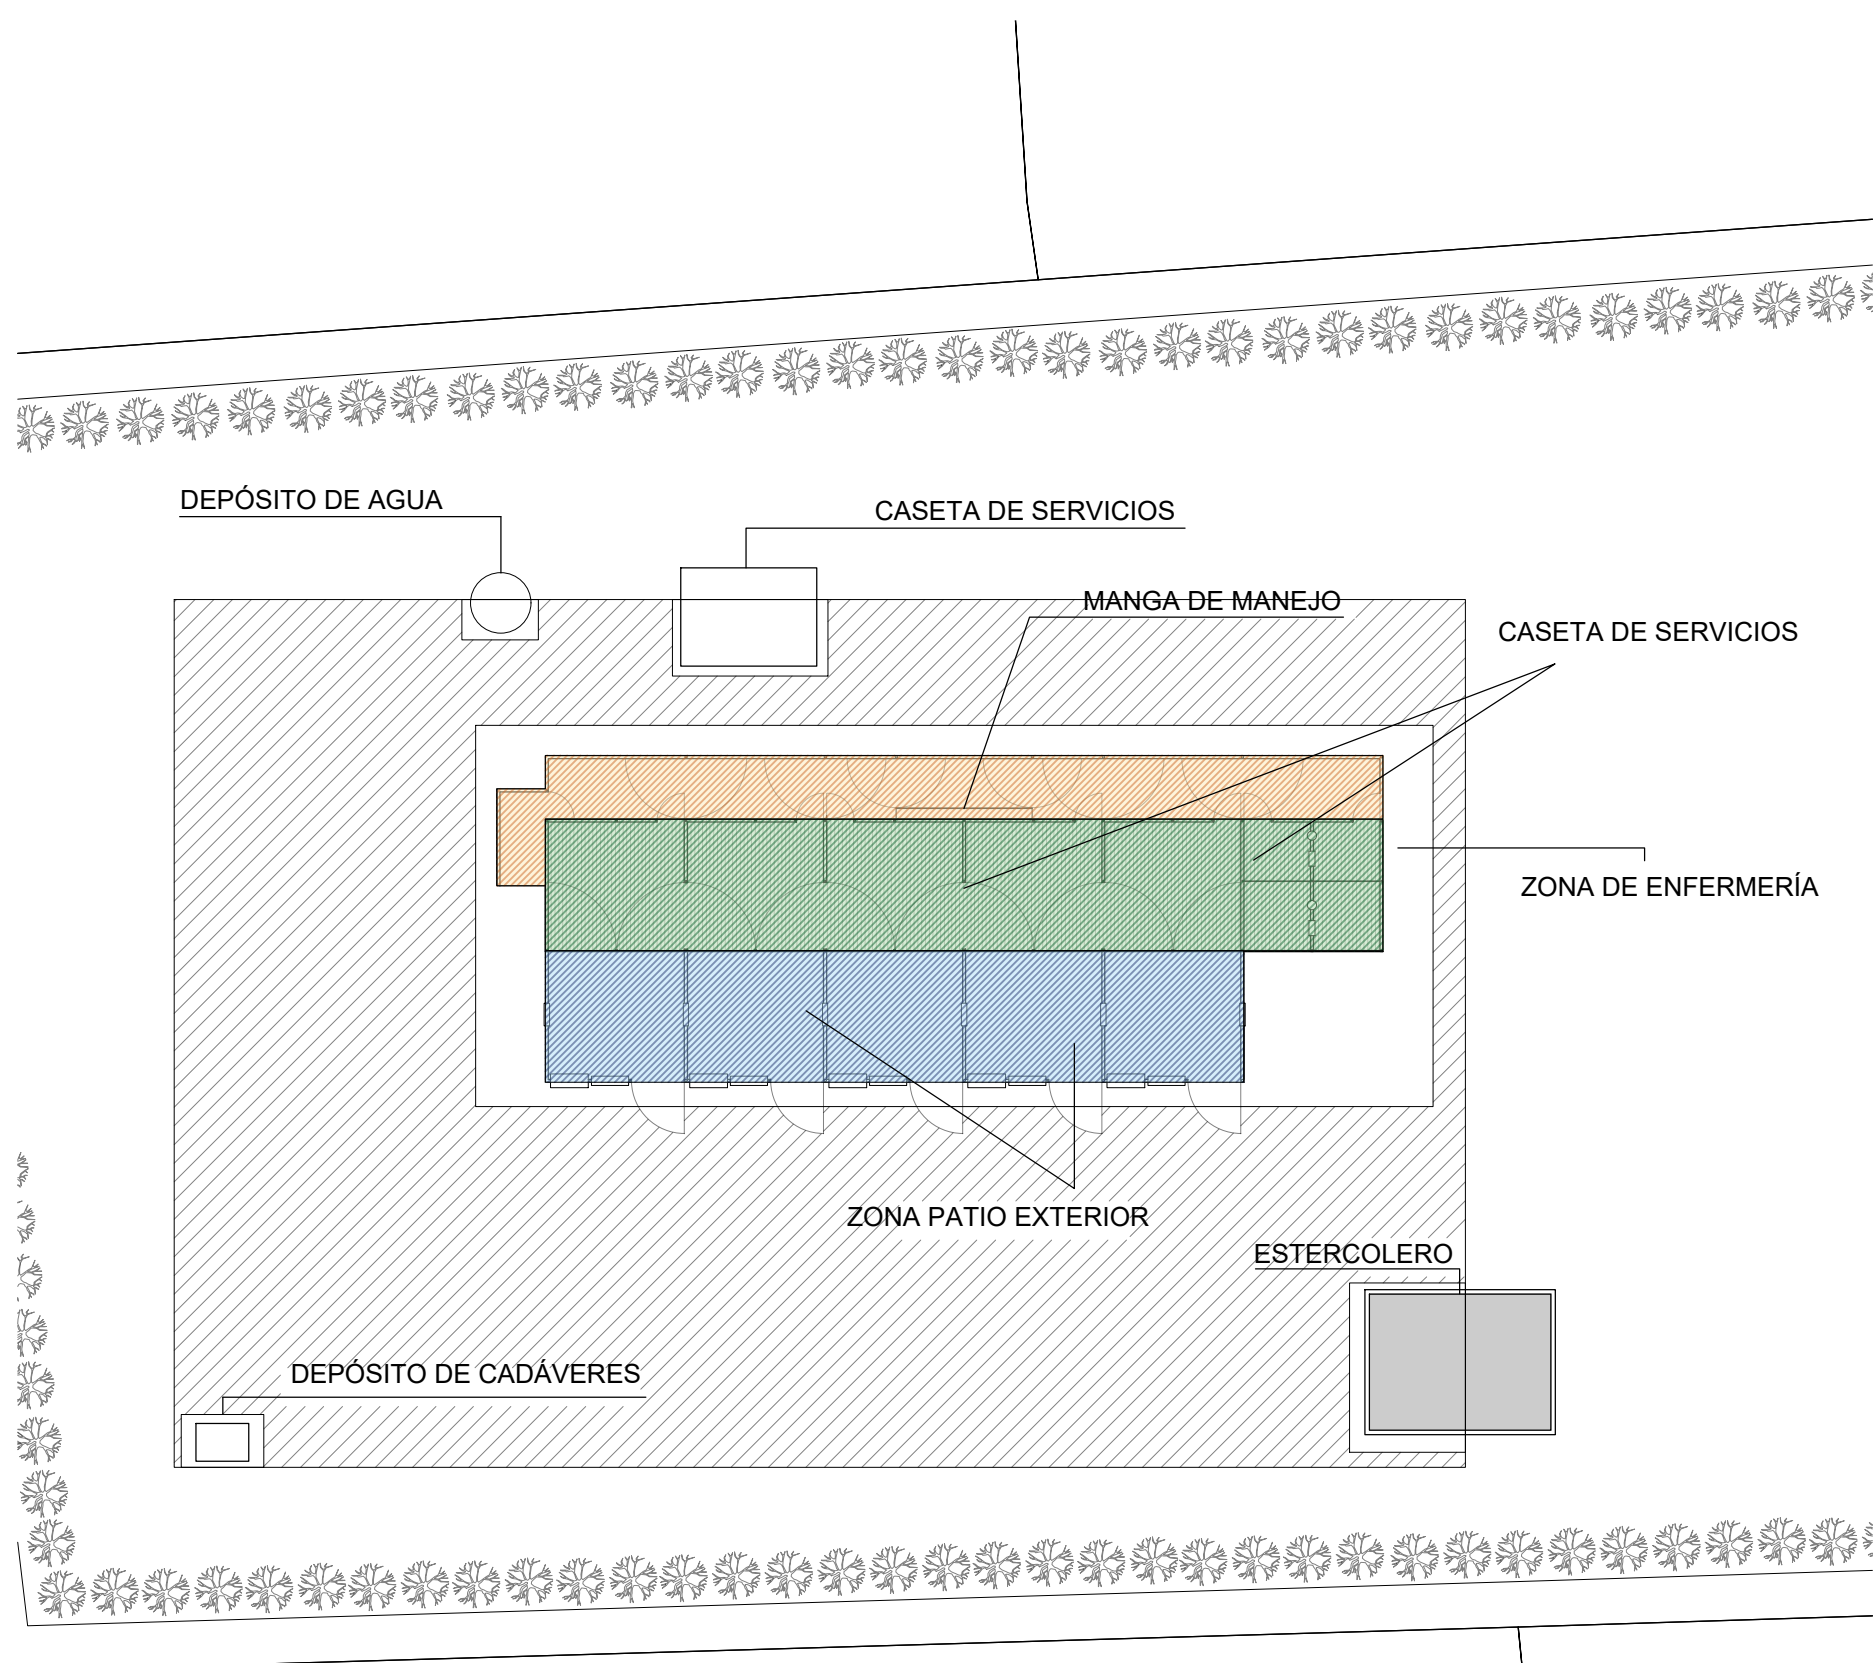 DEPÓSITO DE AGUA
CASETA DE SERVICIOS
MANGA DE MANEJO
CASETA DE SERVICIOS
ZONA DE ENFERMERÍA
ZONA PATIO EXTERIOR
ESTERCOLERO
DEPÓSITO DE CADÁVERES